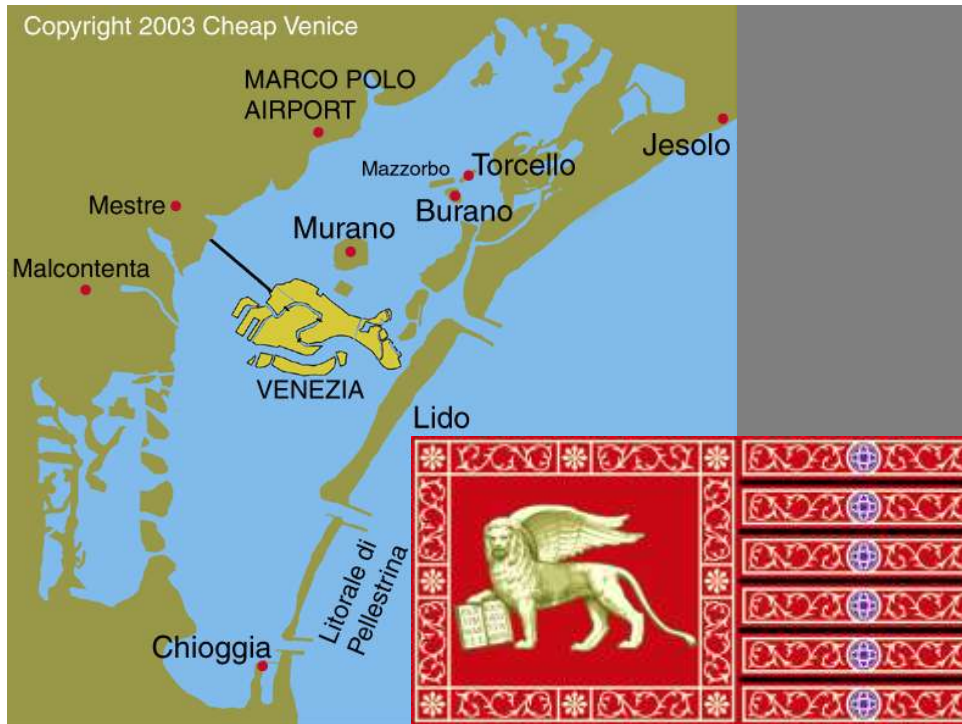 Copyright 2003 Cheap Venice
MARCO POLO
AIRPORT
Jesolo
Mazzorbo
Torcello
Mestre
Burano
Murano
Malcontenta
VENEZIA
Lido
Litorale di
Pellestrina
Chioggia